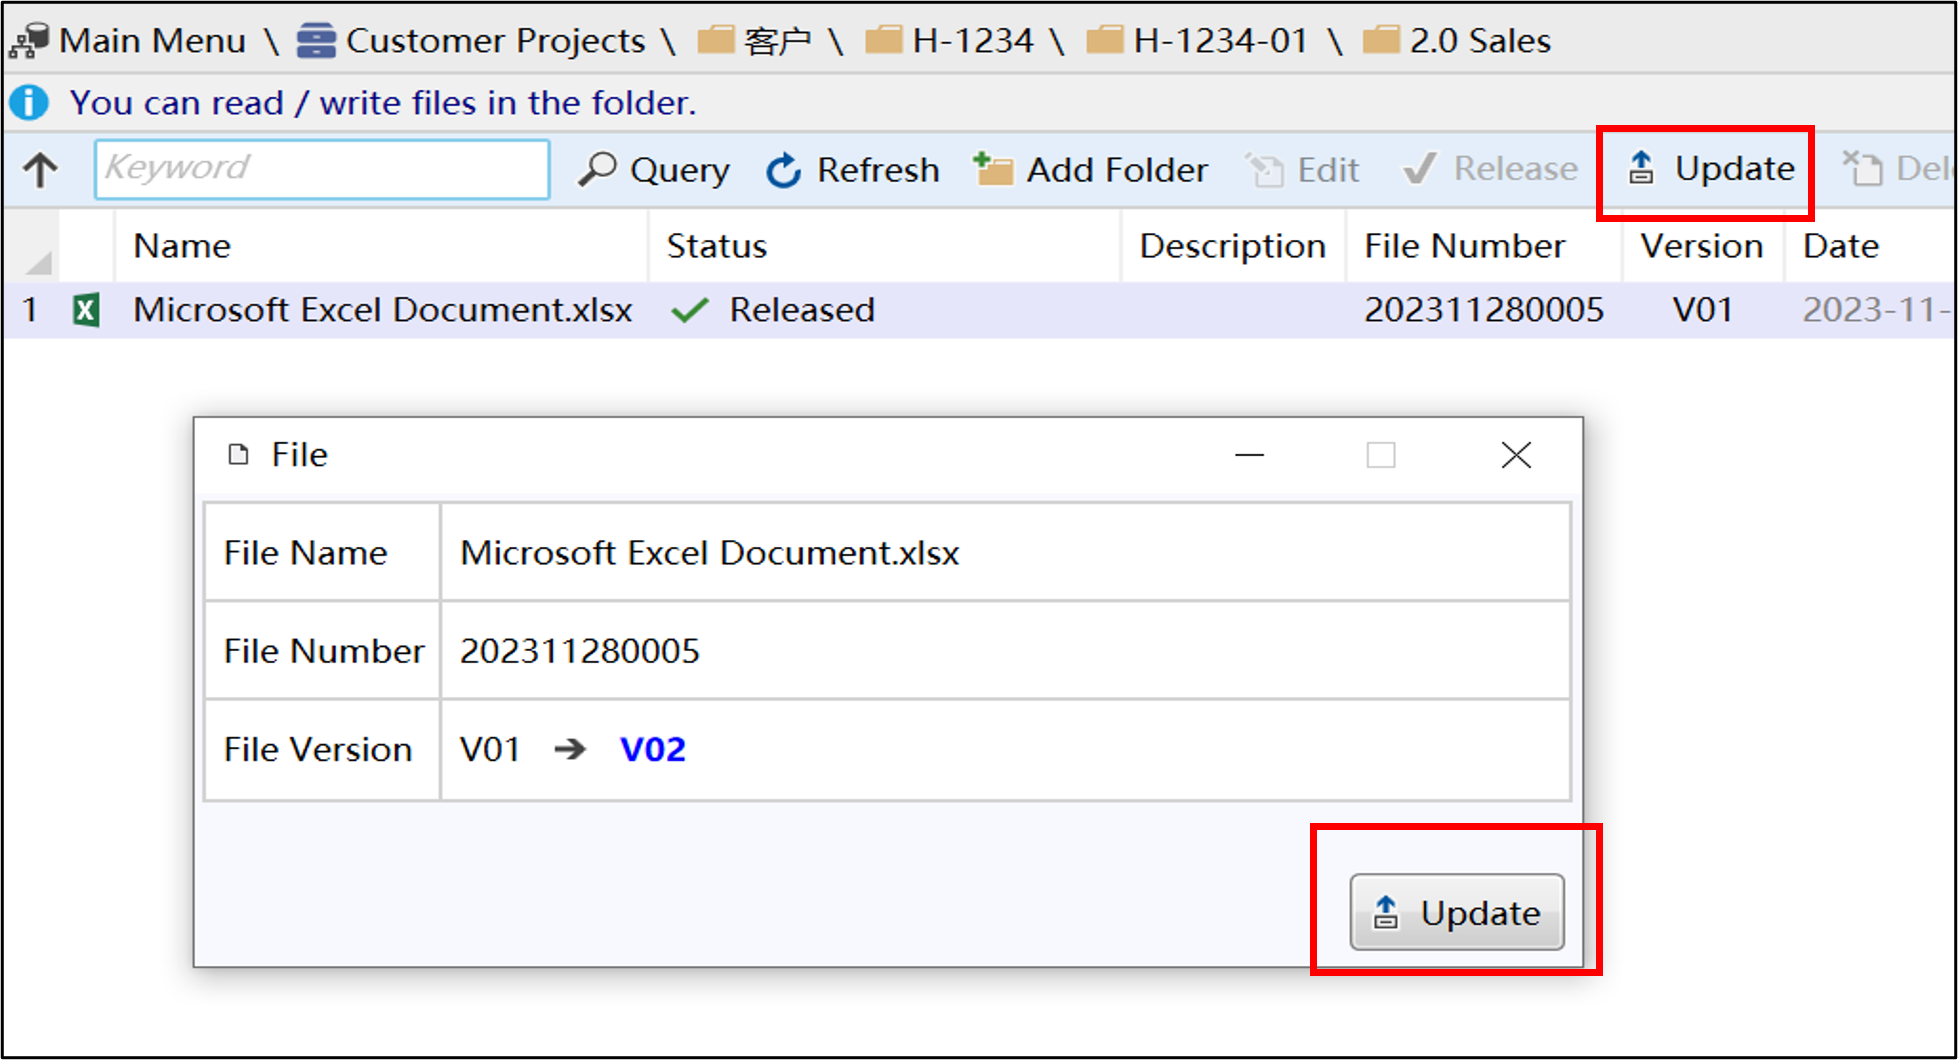 Main Menu \ Customer Projects \ 客户 \ H-1234 \ H-1234-01 \ 2.0 Sales
You can read / write files in the folder.
Keyword Query Refresh Add Folder Edit Release Update
Name Status Description File Number Version Date
1 Microsoft Excel Document.xlsx Released 202311280005 V01 2023-11-
File
File Name Microsoft Excel Document.xlsx
File Number 202311280005
File Version V01 ➔ V02
Update